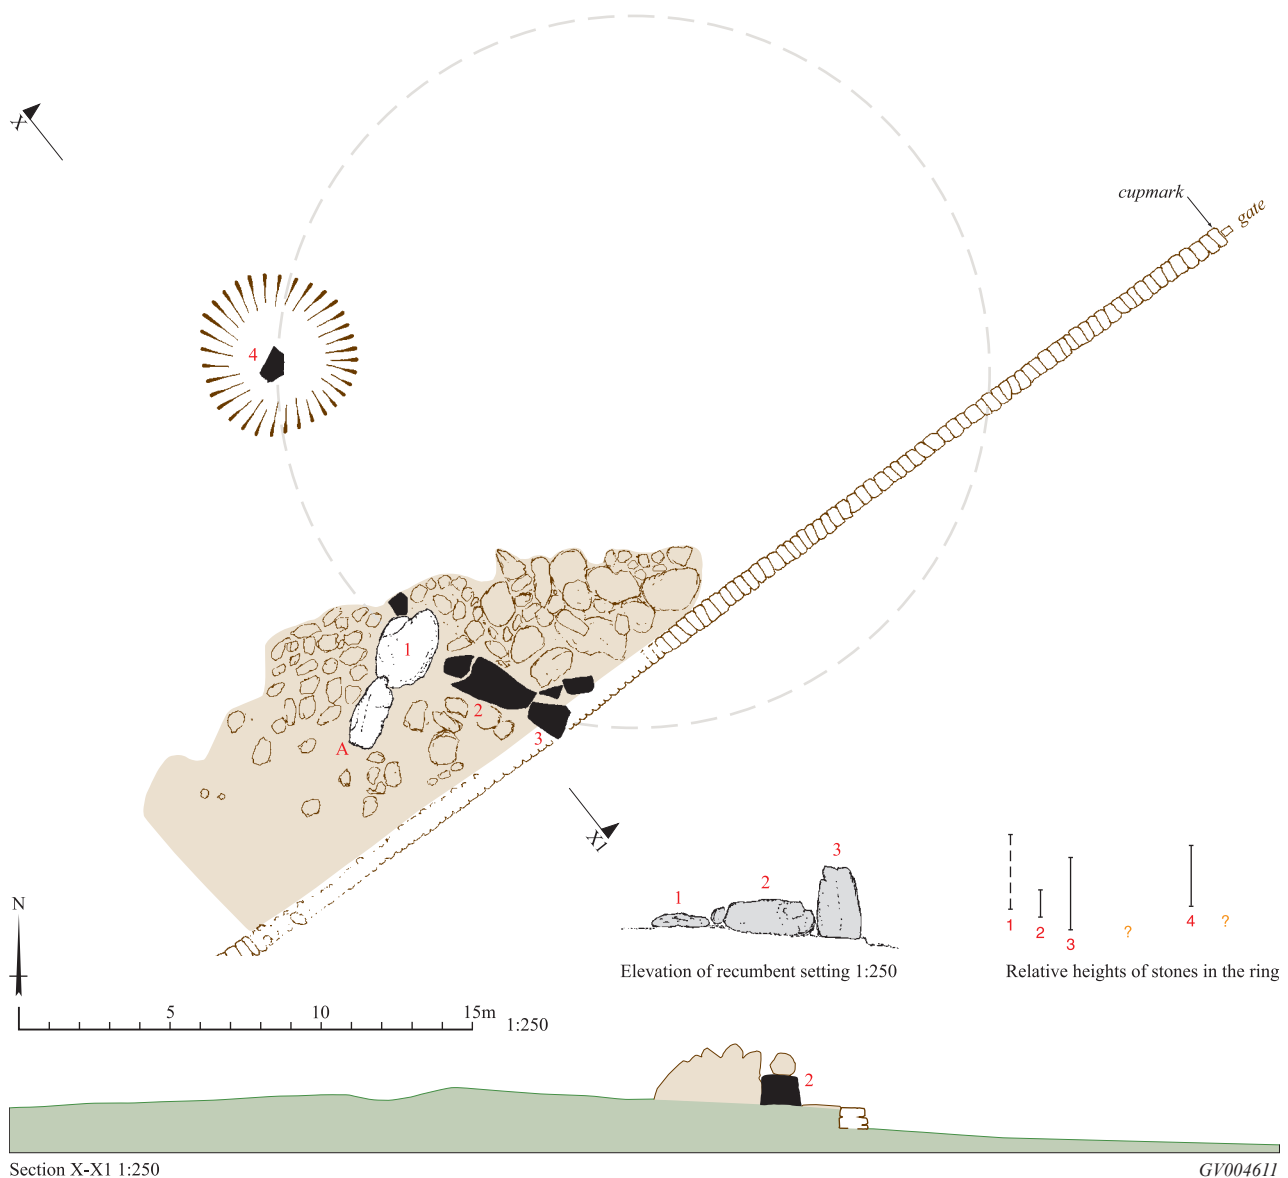 X
cupmark
gate
4
1
2
A
3
X1
N
5 10 15m
1:250
1 2 3
Elevation of recumbent setting 1:250
1 2 3 ? 4 ?
Relative heights of stones in the ring
2
Section X-X1 1:250
GV004611